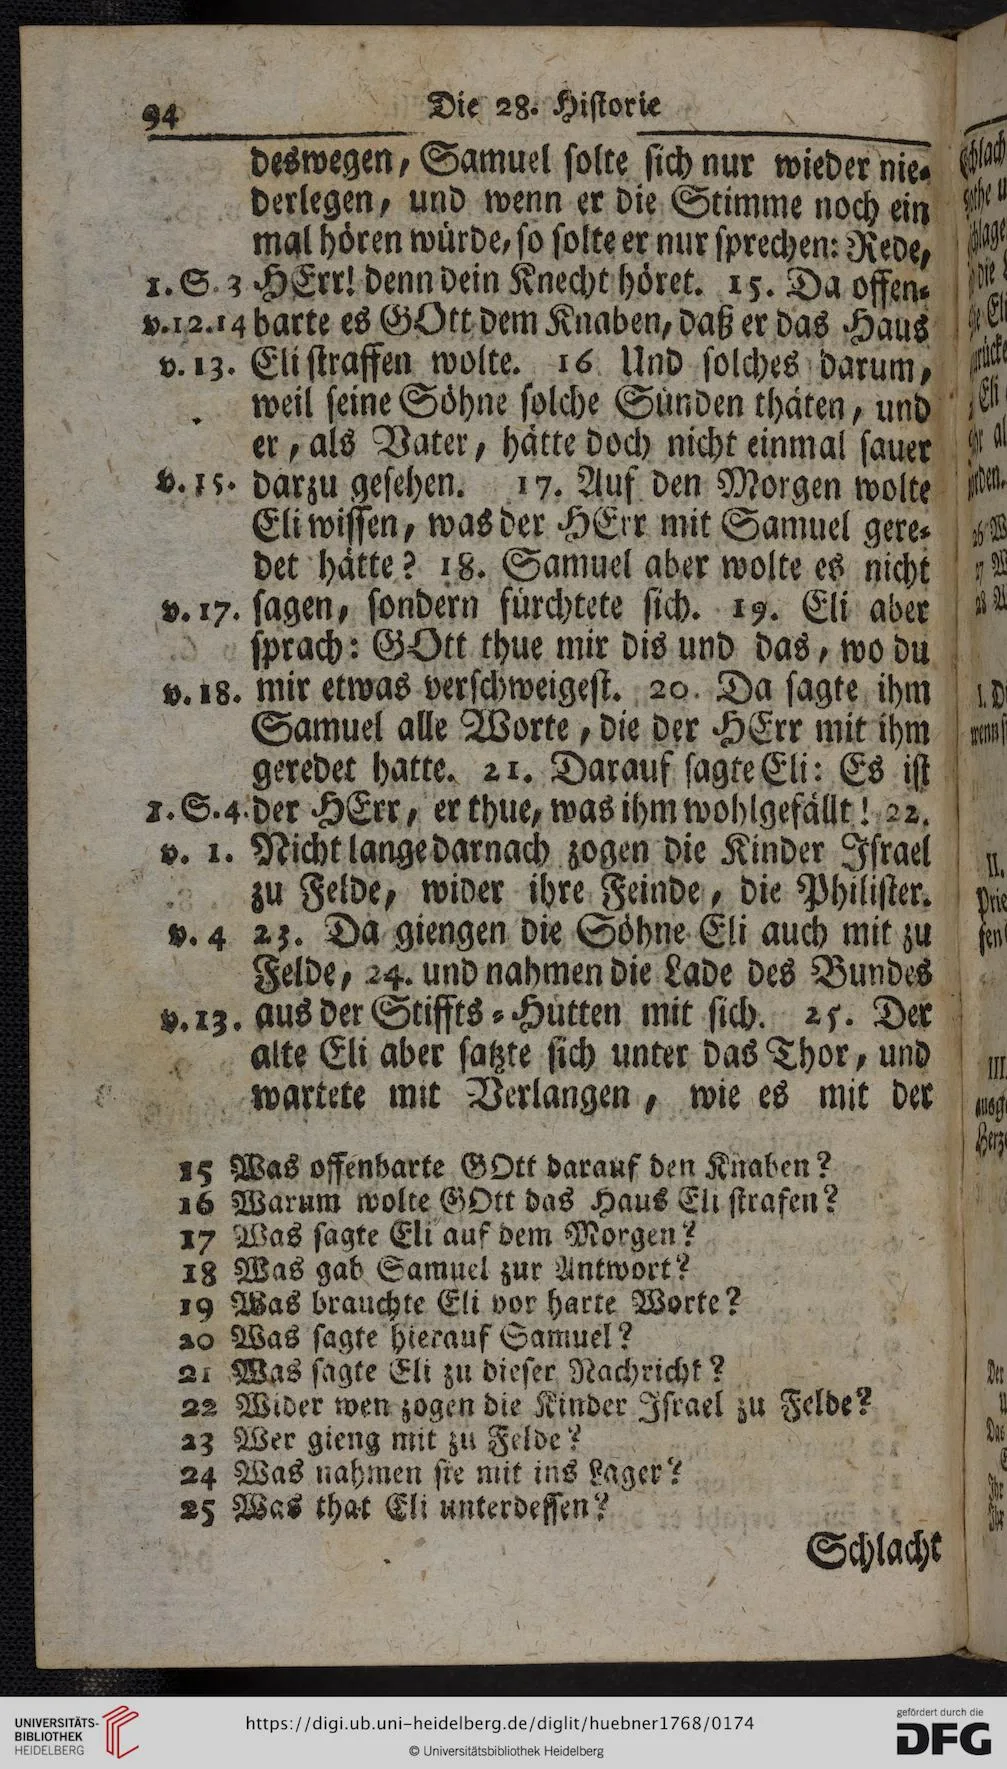 94 Die 28. Historie
deswegen, Samuel solte sich nur wieder nie-
derlegen, und wenn er die Stimme noch ein
mal hören würde, so solte er nur sprechen: Rede,
1. S. 3 HErr! denn dein Knecht höret. 15. Da offen-
v.12.14 barte es GOtt dem Knaben, daß er das Haus
v. 13. Eli straffen wolte. 16 Und solches darum,
weil seine Söhne solche Sünden thäten, und
er, als Vater, hätte doch nicht einmal sauer
v. 15. darzu gesehen. 17. Auf den Morgen wolte
Eli wissen, was der HErr mit Samuel gere-
det hätte? 18. Samuel aber wolte es nicht
v. 17. sagen, sondern fürchtete sich. 19. Eli aber
sprach: GOtt thue mir dis und das, wo du
v. 18. mir etwas verschweigest. 20. Da sagte ihm
Samuel alle Worte, die der HErr mit ihm
geredet hatte. 21. Darauf sagte Eli: Es ist
1. S. 4. der HErr, er thue, was ihm wohlgefällt! 22.
v. 1. Nicht lange darnach zogen die Kinder Israel
zu Felde, wider ihre Feinde, die Philister.
v. 4 23. Da giengen die Söhne Eli auch mit zu
Felde, 24. und nahmen die Lade des Bundes
v. 13. aus der Stiffts-Hütten mit sich. 25. Der
alte Eli aber satzte sich unter das Thor, und
wartete mit Verlangen, wie es mit der
15 Was offenbarte GOtt darauf den Knaben?
16 Warum wolte GOtt das Haus Eli strafen?
17 Was sagte Eli auf dem Morgen?
18 Was gab Samuel zur Antwort?
19 Was brauchte Eli vor harte Worte?
20 Was sagte hierauf Samuel?
21 Was sagte Eli zu dieser Nachricht?
22 Wider wen zogen die Kinder Israel zu Felde?
23 Wer gieng mit zu Felde?
24 Was nahmen sie mit ins Lager?
25 Was that Eli unterdessen?
Schlacht
UNIVERSITÄTS-
BIBLIOTHEK
HEIDELBERG
https://digi.ub.uni-heidelberg.de/diglit/huebner1768/0174
© Universitätsbibliothek Heidelberg
gefördert durch die
DFG